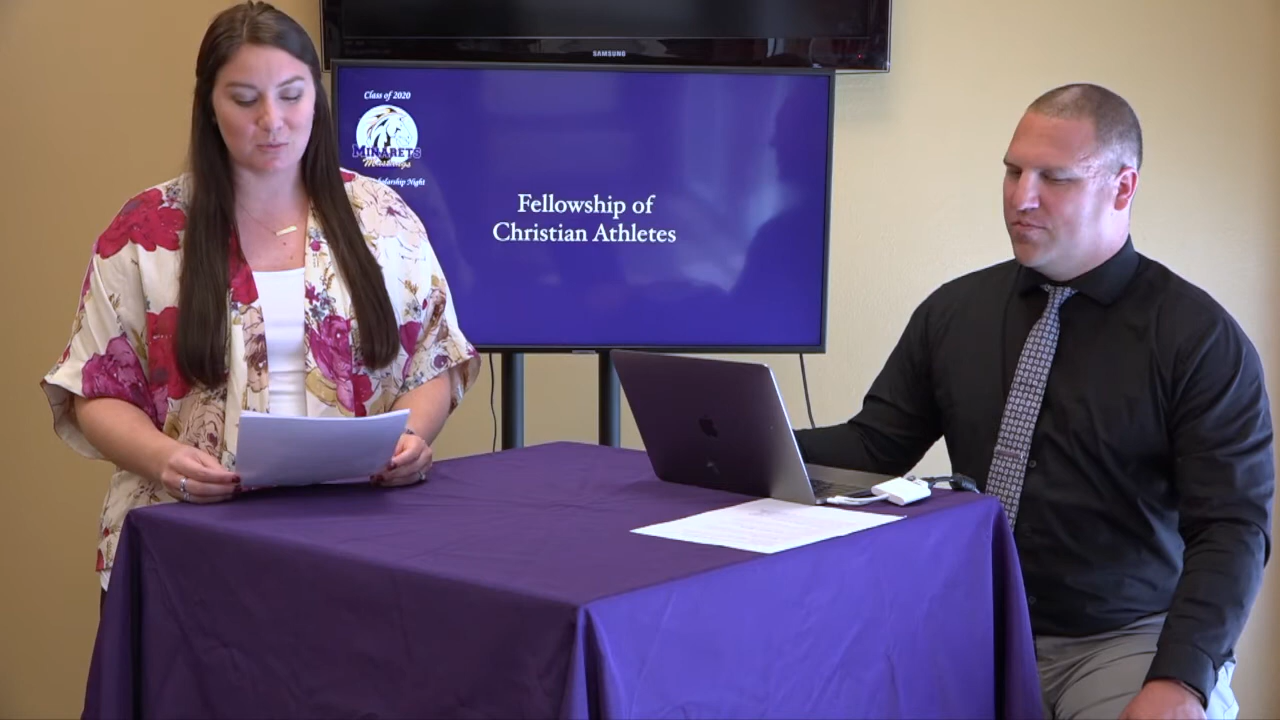 SAMSUNG
Class of 2020
MINARETS
Mustangs
Scholarship Night
Fellowship of
Christian Athletes